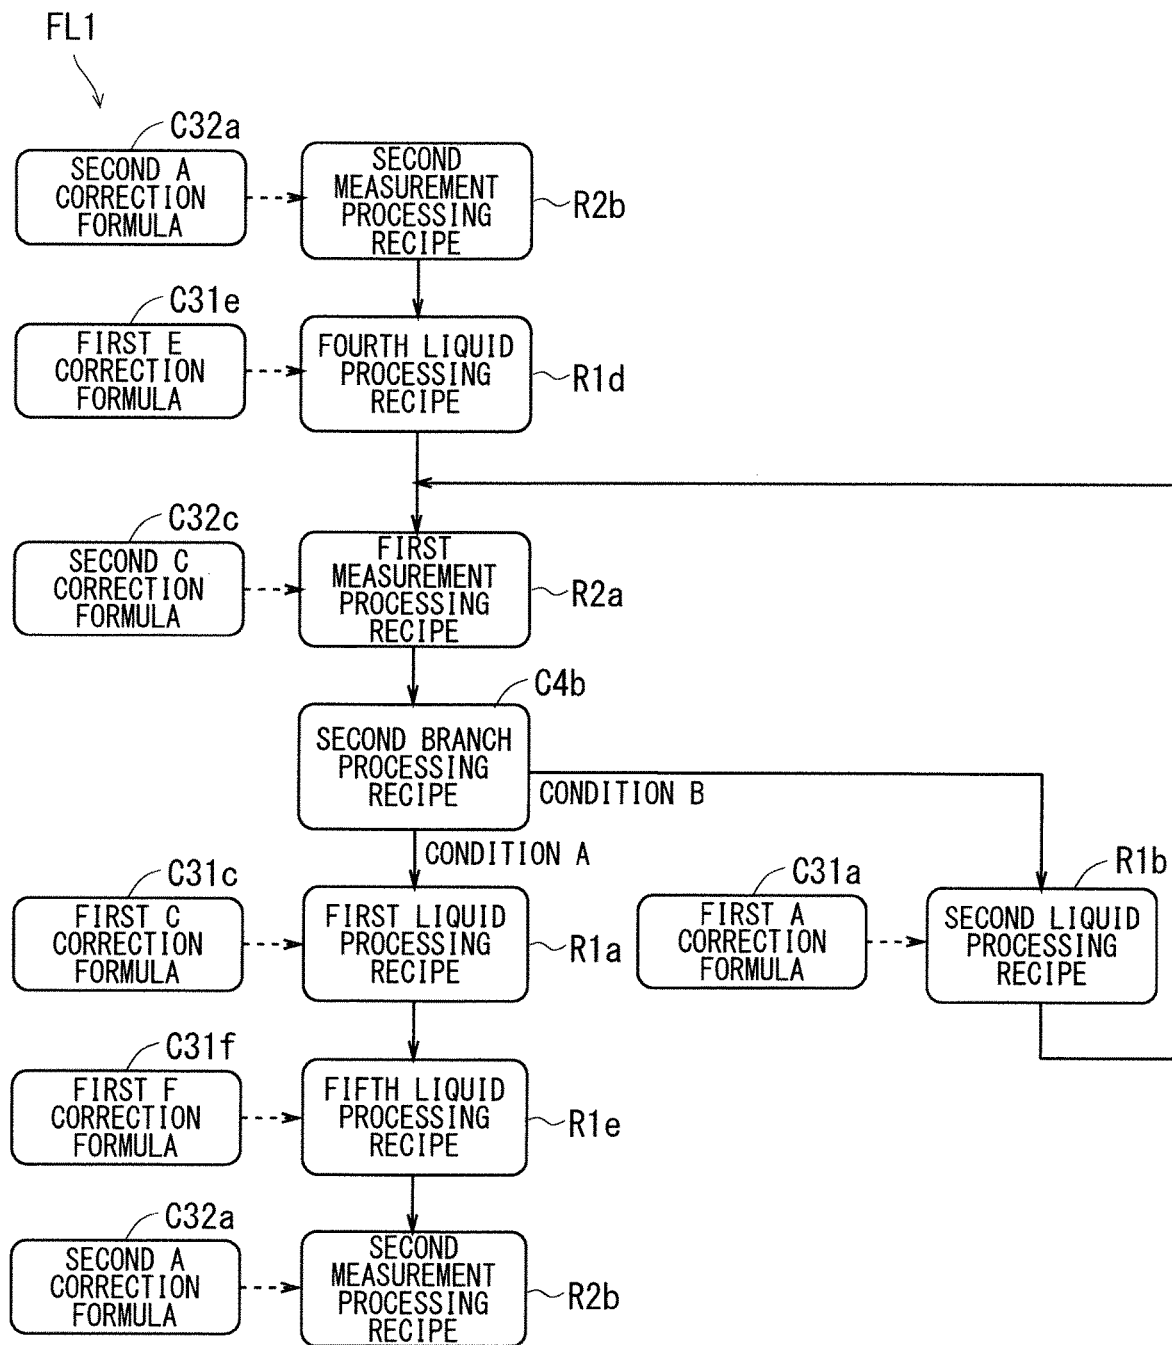 FL1
C32a
SECOND A
CORRECTION
FORMULA
SECOND
MEASUREMENT
PROCESSING
RECIPE
R2b
C31e
FIRST E
CORRECTION
FORMULA
FOURTH LIQUID
PROCESSING
RECIPE
R1d
C32c
SECOND C
CORRECTION
FORMULA
FIRST
MEASUREMENT
PROCESSING
RECIPE
R2a
C4b
SECOND BRANCH
PROCESSING
RECIPE
CONDITION B
CONDITION A
C31c
FIRST C
CORRECTION
FORMULA
FIRST LIQUID
PROCESSING
RECIPE
R1a
C31a
FIRST A
CORRECTION
FORMULA
R1b
SECOND LIQUID
PROCESSING
RECIPE
C31f
FIRST F
CORRECTION
FORMULA
FIFTH LIQUID
PROCESSING
RECIPE
R1e
C32a
SECOND A
CORRECTION
FORMULA
SECOND
MEASUREMENT
PROCESSING
RECIPE
R2b